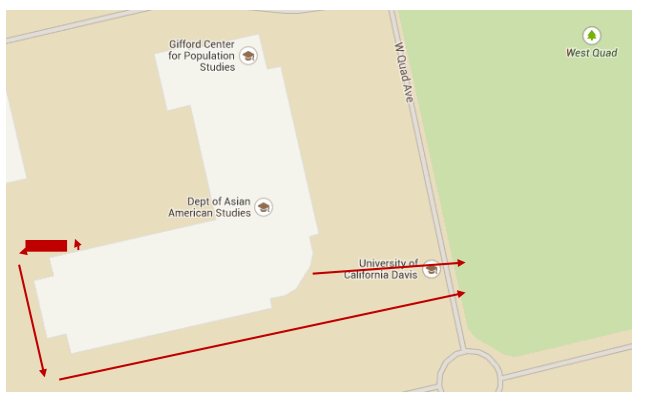 Gifford Center
for Population
Studies
W Quad Ave
West Quad
Dept of Asian
American Studies
University of
California Davis